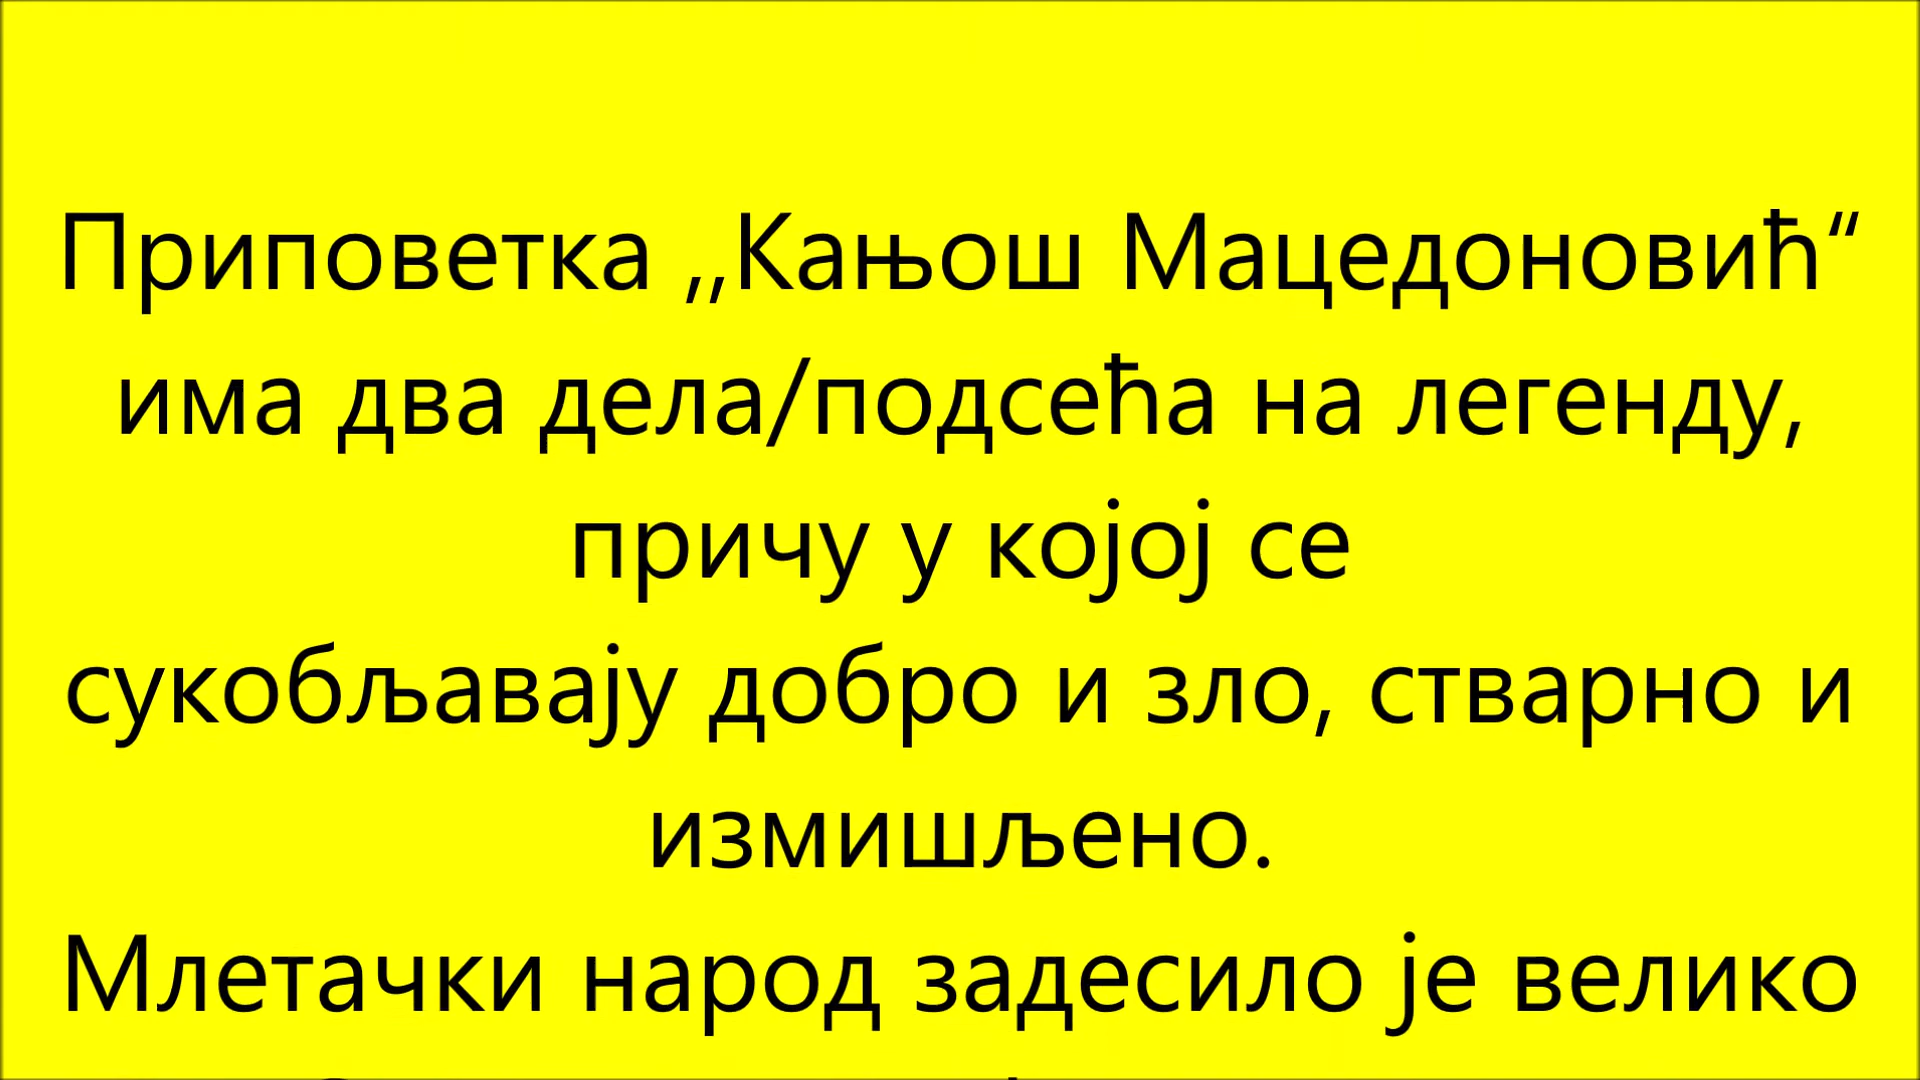 Приповетка ,,Кањош Мацедоновић“
има два дела/подсећа на легенду,
причу у којој се
сукобљавају добро и зло, стварно и
измишљено.
Млетачки народ задесило је велико